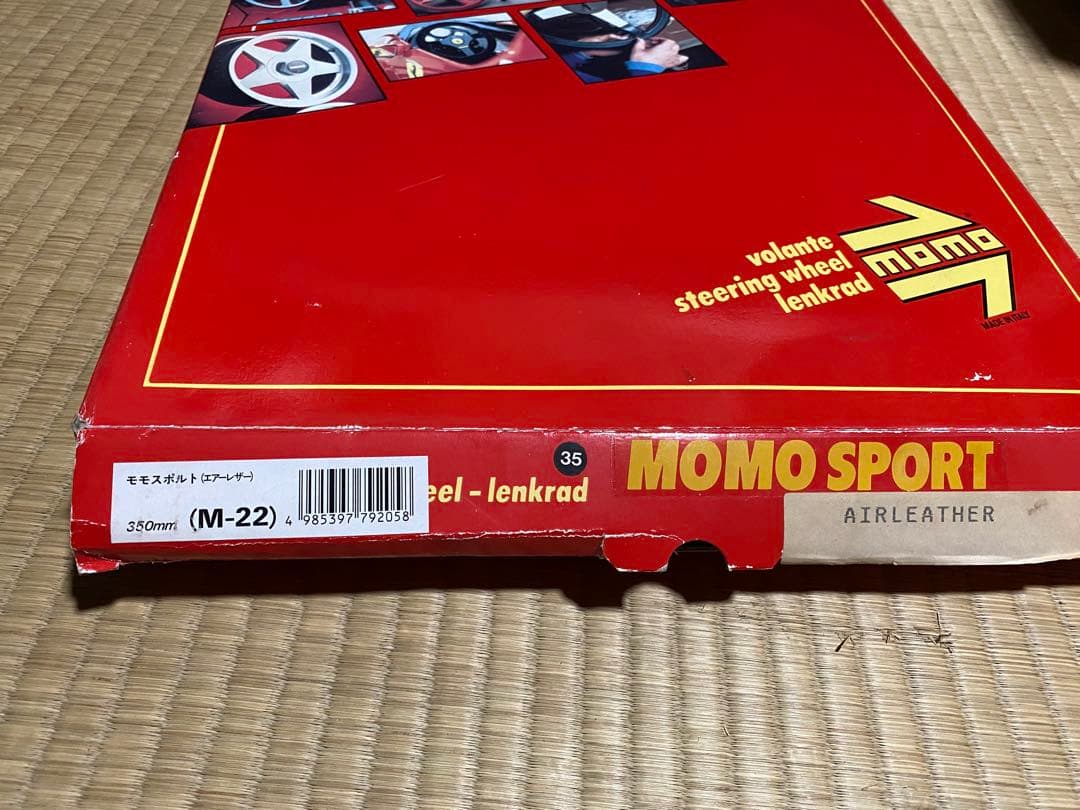 volante
steering wheel
lenkrad
momo
MADE IN ITALY
35
MOMO SPORT
モモスポルト(エアーレザー)
350mm (M-22)
4 985397 792058
eel - lenkrad
AIRLEATHER